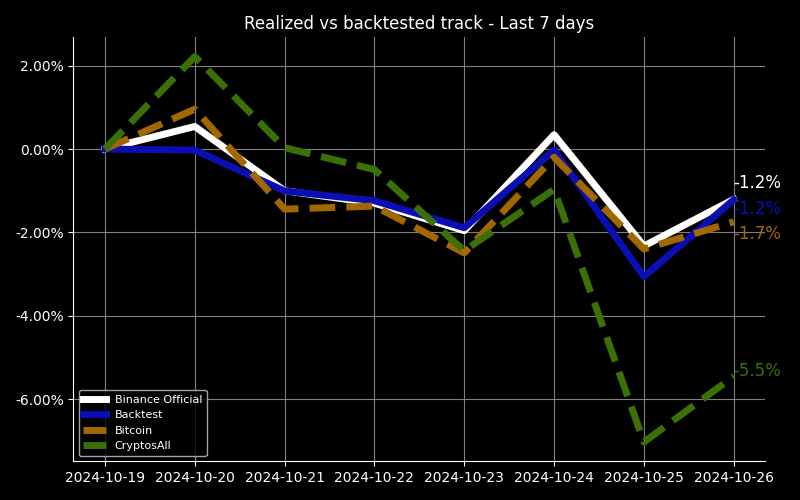 Realized vs backtested track - Last 7 days
2.00%
0.00%
-2.00%
-4.00%
-6.00%
-1.2%
-1.2%
-1.7%
-5.5%
Binance Official
Backtest
Bitcoin
CryptosAll
2024-10-19 2024-10-20 2024-10-21 2024-10-22 2024-10-23 2024-10-24 2024-10-25 2024-10-26